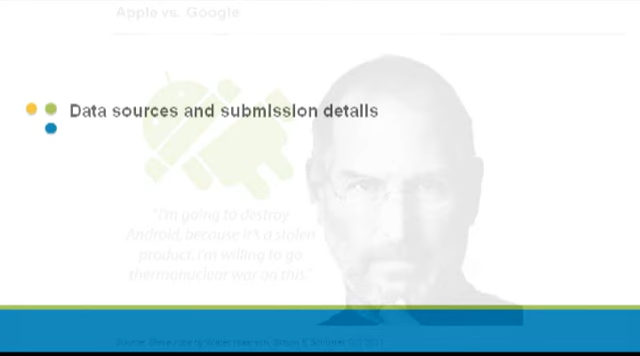 Apple vs. Google
Data sources and submission details
"I'm going to destroy
Android, because it's a stolen
product. I'm willing to go
thermonuclear war on this."